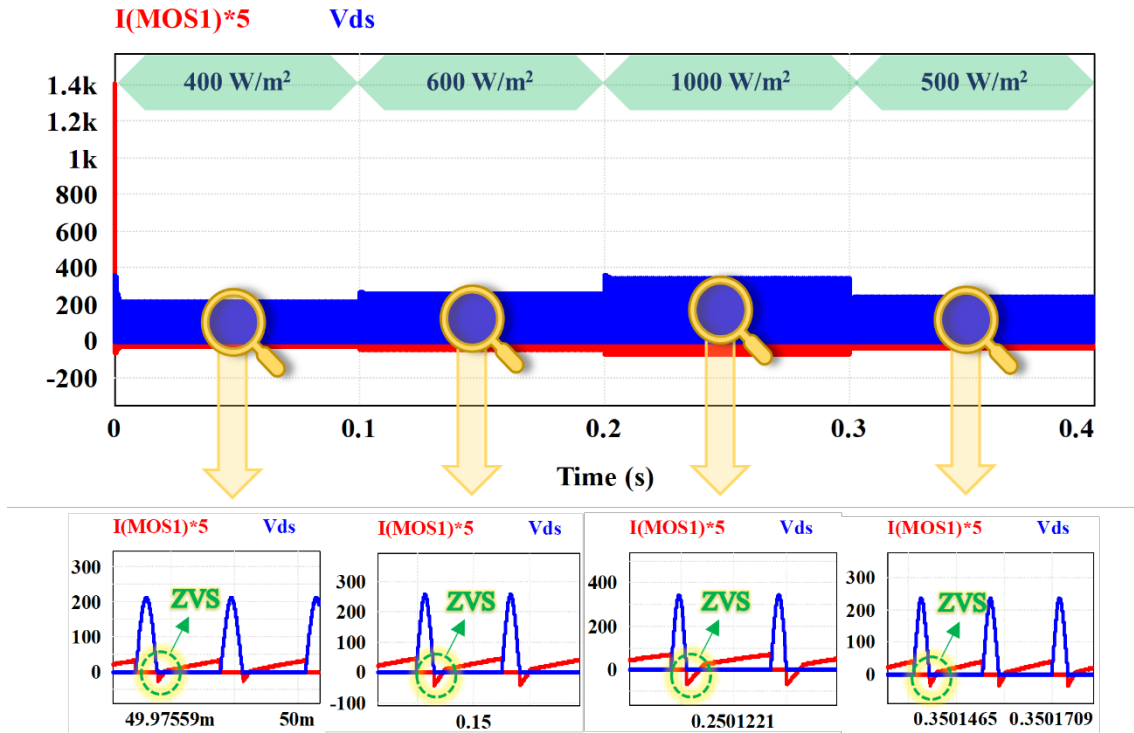 I(MOS1)*5 Vds
400 W/m² 600 W/m² 1000 W/m² 500 W/m²
1.4k
1.2k
1k
800
600
400
200
0
-200
0 0.1 0.2 0.3 0.4
Time (s)
I(MOS1)*5 Vds
300
200
100
0
ZVS
49.97559m 50m
I(MOS1)*5 Vds
300
200
100
0
-100
ZVS
0.15
I(MOS1)*5 Vds
400
200
0
ZVS
0.2501221
I(MOS1)*5 Vds
300
200
100
0
ZVS
0.3501465 0.3501709